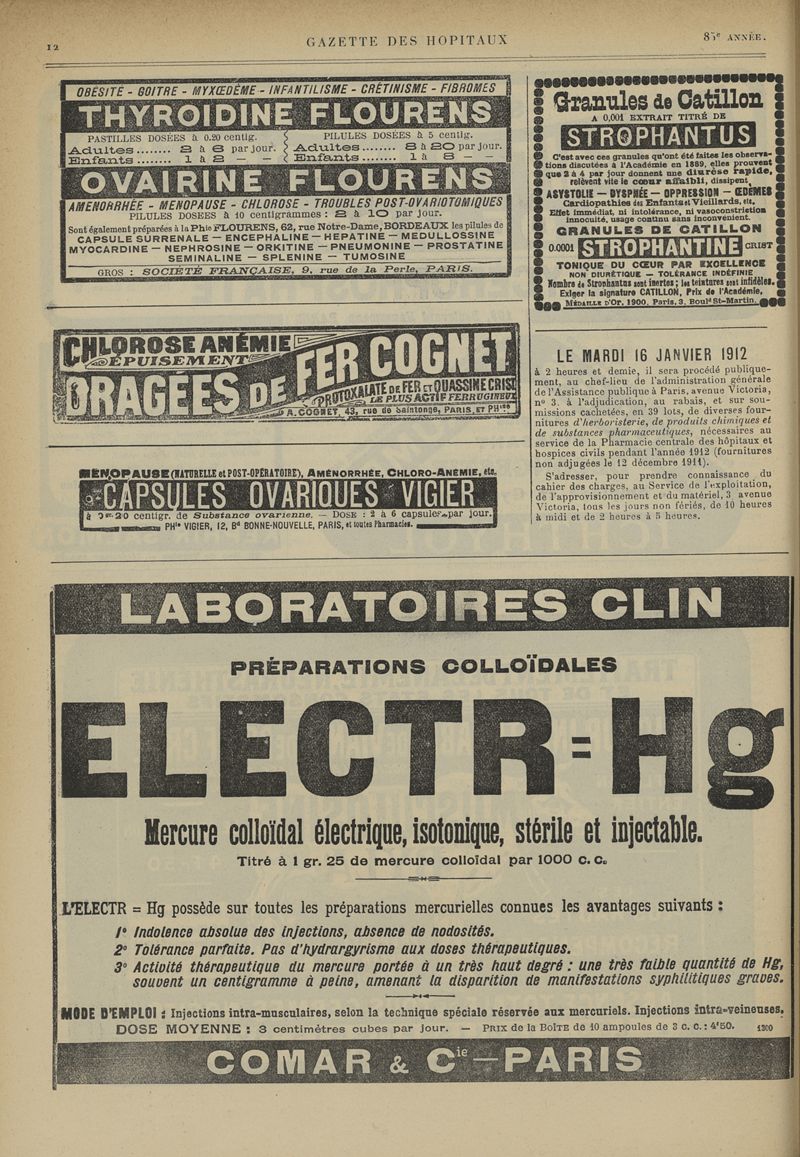 12
GAZETTE DES HOPITAUX
85e ANNÉE.
OBÉSITÉ - GOITRE - MYXŒDÈME - INFANTILISME - CRÉTINISME - FIBROMES
THYROIDINE FLOURENS
PASTILLES DOSÉES à 0.20 centig.
Adultes ........ 2 à 6 par jour.
Enfants ........ 1 à 2 — —
PILULES DOSÉES à 5 centig.
Adultes ........ 8 à 20 par jour.
Enfants ........ 1 à 8 — —
OVAIRINE FLOURENS
AMENORRHÉE - MENOPAUSE - CHLOROSE - TROUBLES POST-OVARIOTOMIQUES
PILULES DOSEES à 10 centigrammes : 2 à 10 par jour.
Sont également préparées à la Phie FLOURENS, 62, rue Notre-Dame, BORDEAUX les pilules de
CAPSULE SURRENALE — ENCEPHALINE — HEPATINE — MEDULLOSSINE
MYOCARDINE — NEPHROSINE — ORKITINE — PNEUMONINE — PROSTATINE
SEMINALINE — SPLENINE — TUMOSINE
GROS : SOCIÉTÉ FRANÇAISE, 9, rue de la Perle, PARIS.
CHLOROSE ANÉMIE
ÉPUISEMENT
DRAGÉES DE FER COGNET
PROTOXALATE DE FER ET QUASSINE CRISE
LE PLUS ACTIF FERRUGINEUX
A. COGNET, 43, rue de Saintonge, PARIS, ET PHies
MÉNOPAUSE (NATURELLE et POST-OPÉRATOIRE), AMÉNORRHÉE, CHLORO-ANÉMIE, etc.
CAPSULES OVARIQUES VIGIER
à 0gr 20 centigr. de Substance ovarienne. — DOSE : 2 à 6 capsules par jour.
PHie VIGIER, 12, Bd BONNE-NOUVELLE, PARIS, et toutes Pharmacies.
Granules de Catillon
A 0,001 EXTRAIT TITRÉ DE
STROPHANTUS
C'est avec ces granules qu'ont été faites les observa-
tions discutées à l'Académie en 1889, elles prouvent
que 2 à 4 par jour donnent une diurèse rapide,
relèvent vite le cœur affaibli, dissipent
ASYSTOLIE — DYSPNÉE — OPPRESSION — ŒDÈMES
Cardiopathies des Enfants et Vieillards, etc.
Effet immédiat, ni intolérance, ni vasoconstriction
innocuité, usage continu sans inconvenient.
GRANULES DE CATILLON
0.0001 STROPHANTINE CRIST
TONIQUE DU CŒUR PAR EXCELLENCE
NON DIURÉTIQUE — TOLÉRANCE INDÉFINIE
Nombre de Strophantus sont inertes ; les teintures sont infidèles.
Exiger la signature CATILLON, Prix de l'Académie,
MÉDAILLE D'OR, 1900, Paris, 3, Bould St-Martin.
LE MARDI 16 JANVIER 1912
à 2 heures et demie, il sera procédé publique-
ment, au chef-lieu de l'administration générale
de l'Assistance publique à Paris, avenue Victoria,
n° 3, à l'adjudication, au rabais, et sur sou-
missions cachetées, en 39 lots, de diverses four-
nitures d'herboristerie, de produits chimiques et
de substances pharmaceutiques, nécessaires au
service de la Pharmacie centrale des hôpitaux et
hospices civils pendant l'année 1912 (fournitures
non adjugées le 12 décembre 1911).
S'adresser, pour prendre connaissance du
cahier des charges, au Service de l'exploitation,
de l'approvisionnement et du matériel, 3 avenue
Victoria, tous les jours non fériés, de 10 heures
à midi et de 2 heures à 5 heures.
LABORATOIRES CLIN
PRÉPARATIONS COLLOÏDALES
ELECTR=Hg
Mercure colloïdal électrique, isotonique, stérile et injectable.
Titré à 1 gr. 25 de mercure colloïdal par 1000 c. c.
L'ELECTR = Hg possède sur toutes les préparations mercurielles connues les avantages suivants :
1° Indolence absolue des injections, absence de nodosités.
2° Tolérance parfaite. Pas d'hydrargyrisme aux doses thérapeutiques.
3° Activité thérapeutique du mercure portée à un très haut degré : une très faible quantité de Hg,
souvent un centigramme à peine, amenant la disparition de manifestations syphilitiques graves.
MODE D'EMPLOI : Injections intra-musculaires, selon la technique spéciale réservée aux mercuriels. Injections intra-veineuses.
DOSE MOYENNE : 3 centimètres cubes par jour. — PRIX de la BOÎTE de 10 ampoules de 3 c. c. : 4f50. 1300
COMAR & Cie — PARIS